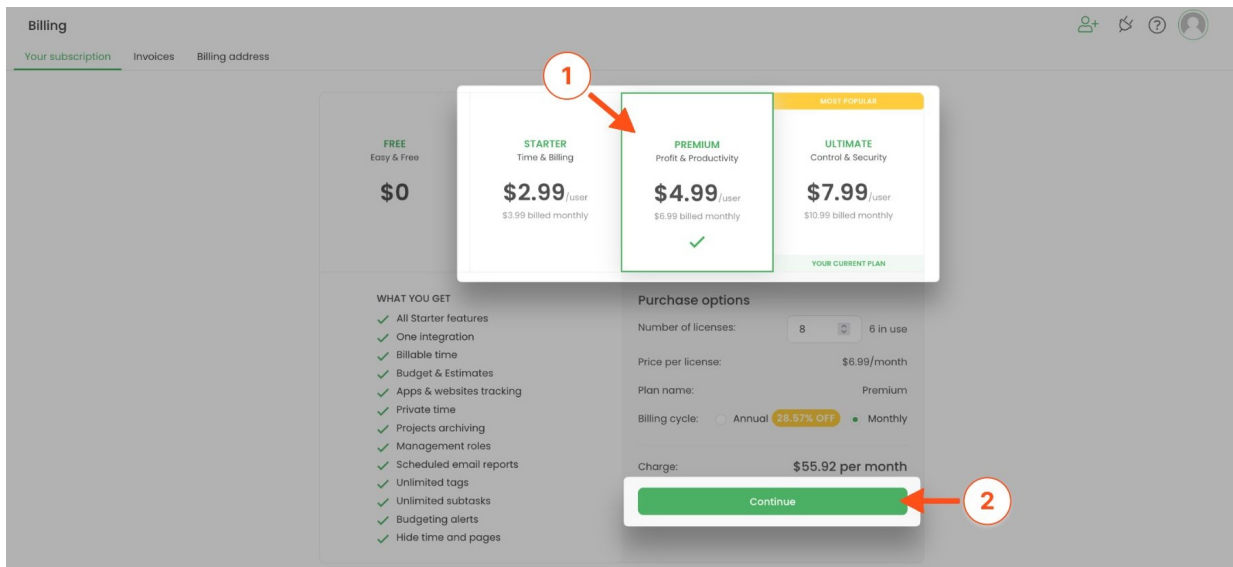 Billing
Your subscription Invoices Billing address
1
MOST POPULAR
FREE
Easy & Free
$0
STARTER
Time & Billing
$2.99/user
$3.99 billed monthly
PREMIUM
Profit & Productivity
$4.99/user
$6.99 billed monthly
ULTIMATE
Control & Security
$7.99/user
$10.99 billed monthly
YOUR CURRENT PLAN
WHAT YOU GET
All Starter features
One integration
Billable time
Budget & Estimates
Apps & websites tracking
Private time
Projects archiving
Management roles
Scheduled email reports
Unlimited tags
Unlimited subtasks
Budgeting alerts
Hide time and pages
Purchase options
Number of licenses: 8 6 in use
Price per license: $6.99/month
Plan name: Premium
Billing cycle: Annual 28.57% OFF Monthly
Charge: $55.92 per month
Continue
2